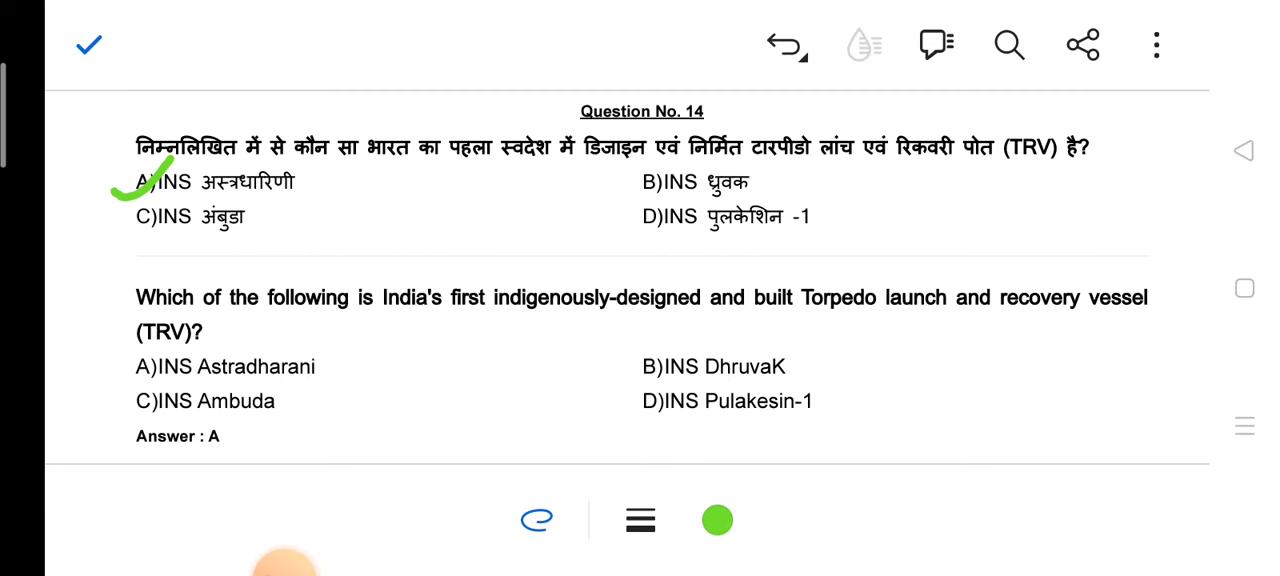 Question No. 14
निम्नलिखित में से कौन सा भारत का पहला स्वदेश में डिजाइन एवं निर्मित टारपीडो लांच एवं रिकवरी पोत (TRV) है?
A)INS अस्त्रधारिणी B)INS ध्रुवक
C)INS अंबुडा D)INS पुलकेशिन -1
Which of the following is India's first indigenously-designed and built Torpedo launch and recovery vessel
(TRV)?
A)INS Astradharani B)INS DhruvaK
C)INS Ambuda D)INS Pulakesin-1
Answer : A